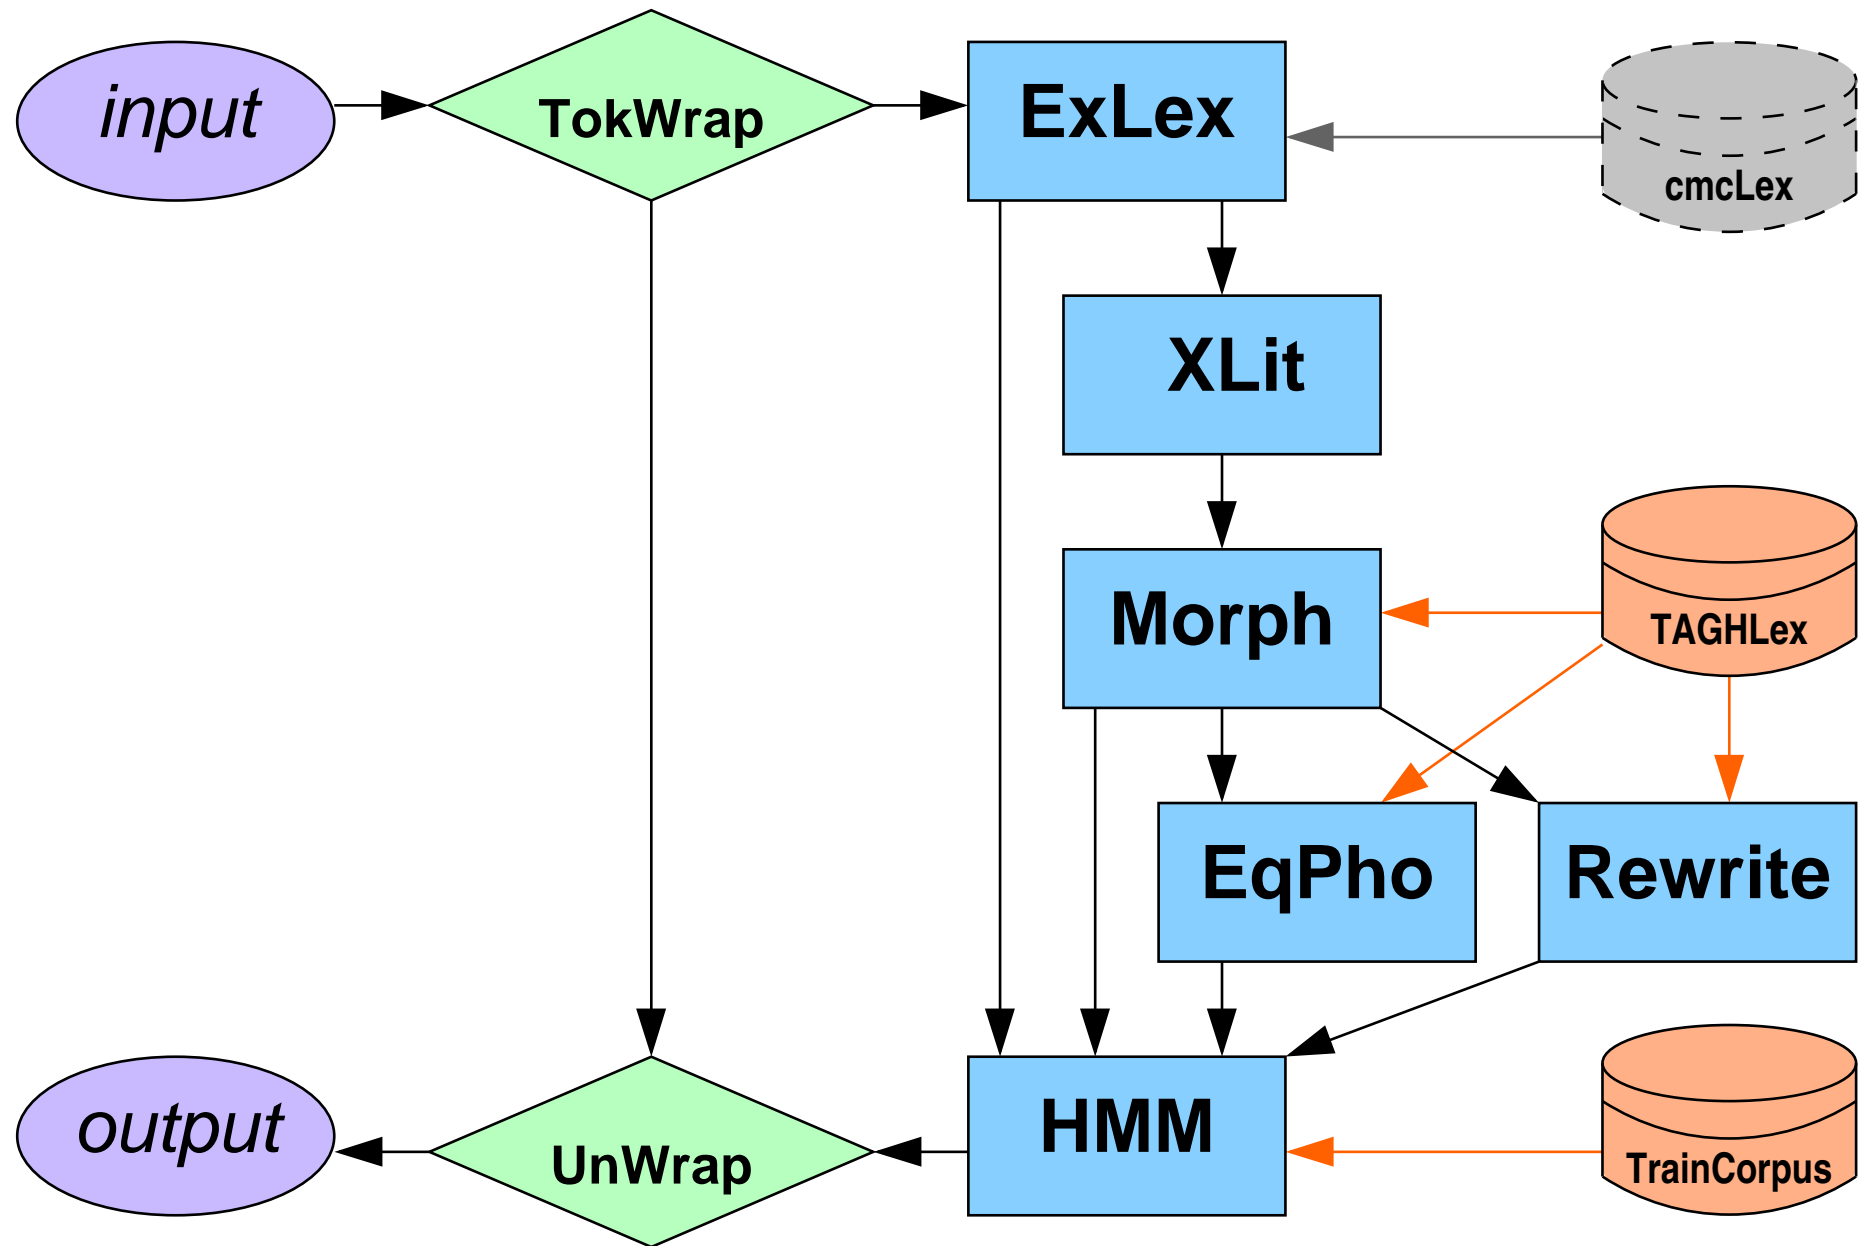 input
TokWrap
ExLex
cmcLex
XLit
Morph
TAGHLex
EqPho
Rewrite
output
UnWrap
HMM
TrainCorpus